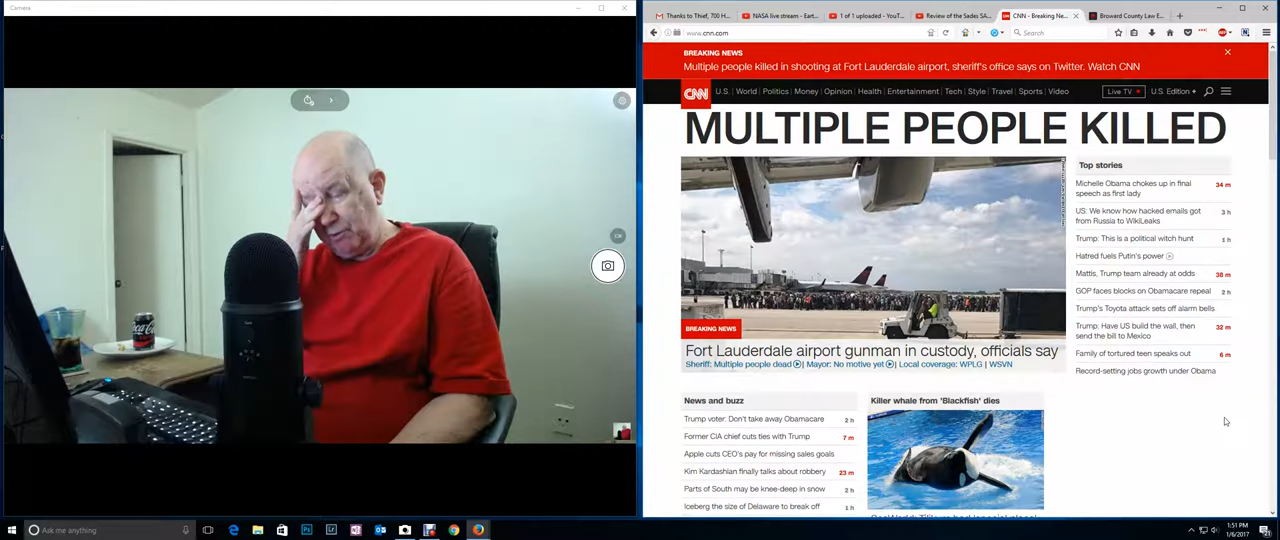 Camera
Thanks to Thief, 700 H
NASA live stream - Eart
1 of 1 uploaded - YouT
Review of the Sades SA
CNN - Breaking Ne
Broward County Law E
www.cnn.com
Search
BREAKING NEWS
Multiple people killed in shooting at Fort Lauderdale airport, sheriff's office says on Twitter. Watch CNN
CNN
U.S. World Politics Money Opinion Health Entertainment Tech Style Travel Sports Video
Live TV
U.S. Edition +
MULTIPLE PEOPLE KILLED
BREAKING NEWS
Fort Lauderdale airport gunman in custody, officials say
Sheriff: Multiple people dead | Mayor: No motive yet | Local coverage: WPLG | WSVN
Top stories
Michelle Obama chokes up in final 34 m
speech as first lady
US: We know how hacked emails got 3 h
from Russia to WikiLeaks
Trump: This is a political witch hunt 1 h
Hatred fuels Putin's power
Mattis, Trump team already at odds 38 m
GOP faces blocks on Obamacare repeal 2 h
Trump's Toyota attack sets off alarm bells
Trump: Have US build the wall, then 32 m
send the bill to Mexico
Family of tortured teen speaks out 6 m
Record-setting jobs growth under Obama
News and buzz
Trump voter: Don't take away Obamacare 2 h
Former CIA chief cuts ties with Trump 7 m
Apple cuts CEO's pay for missing sales goals
Kim Kardashian finally talks about robbery 23 m
Parts of South may be knee-deep in snow 2 h
Iceberg the size of Delaware to break off 1 h
Killer whale from 'Blackfish' dies
Coca-Cola
Ask me anything
1:51 PM
1/6/2017